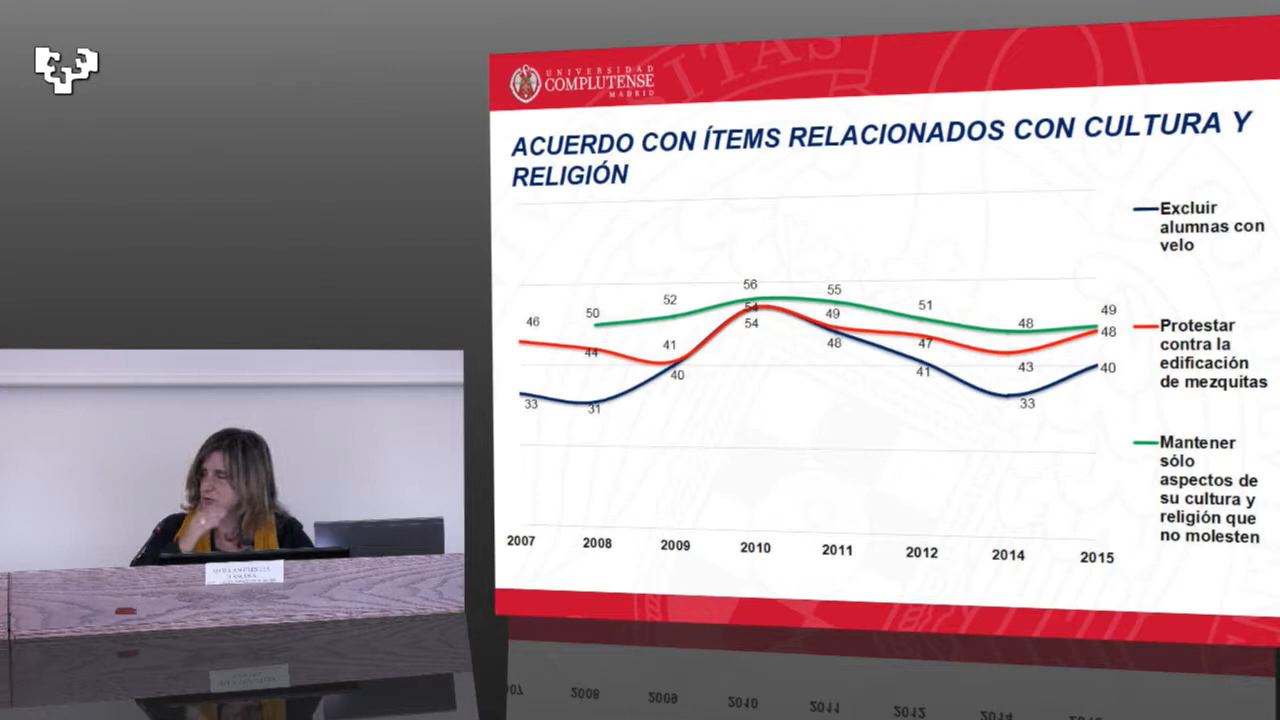 UNIVERSIDAD
COMPLUTENSE
MADRID
ACUERDO CON ÍTEMS RELACIONADOS CON CULTURA Y
RELIGIÓN
Excluir
alumnas con
velo
Protestar
contra la
edificación
de mezquitas
Mantener
sólo
aspectos de
su cultura y
religión que
no molesten
46
50
52
56
55
51
48
49
44
41
54
49
47
43
48
33
31
40
54
48
41
33
40
2007
2008
2009
2010
2011
2012
2014
2015